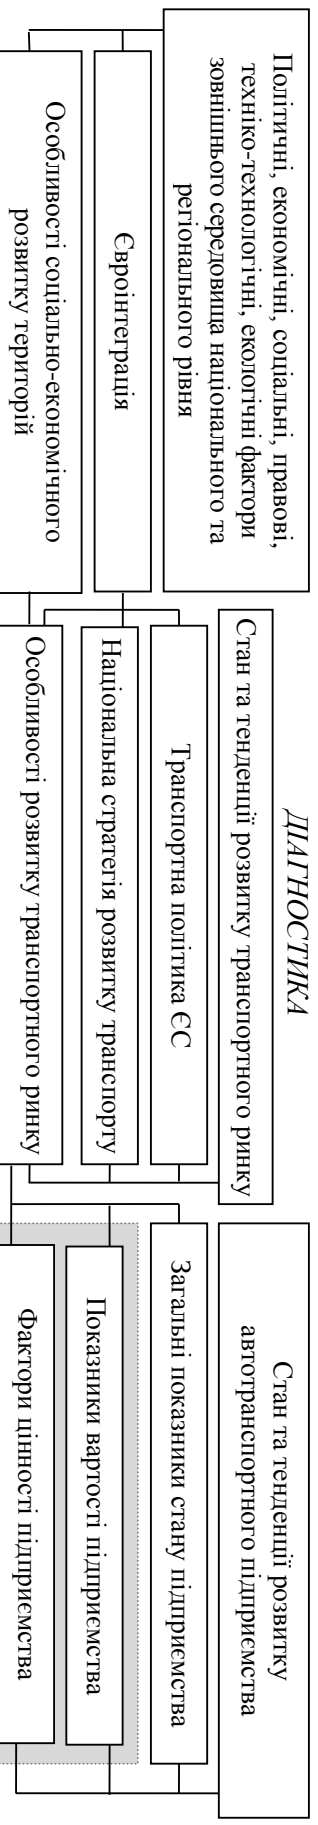 ДІАГНОСТИКА
Політичні, економічні, соціальні, правові,
техніко-технологічні, екологічні фактори
зовнішнього середовища національного та
регіонального рівня
Євроінтеграція
Особливості соціально-економічного
розвитку територій
Стан та тенденції розвитку транспортного ринку
Транспортна політика ЄС
Національна стратегія розвитку транспорту
Особливості розвитку транспортного ринку
Стан та тенденції розвитку
автотранспортного підприємства
Загальні показники стану підприємства
Показники вартості підприємства
Фактори цінності підприємства